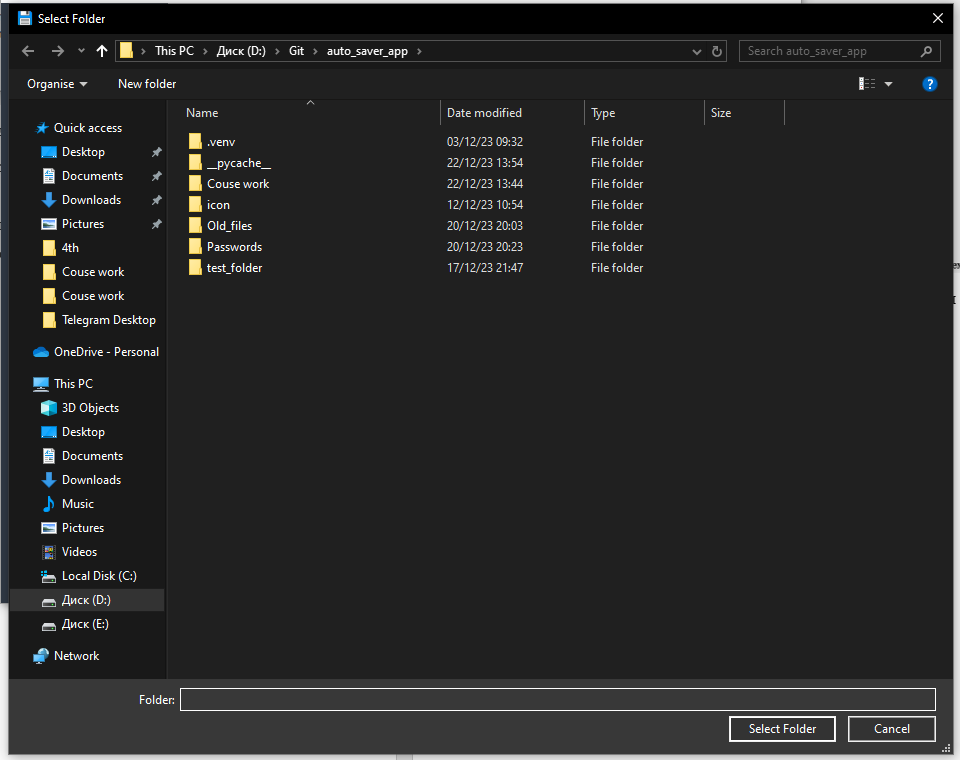 Select Folder
This PC > Диск (D:) > Git > auto_saver_app >
Search auto_saver_app
Organise New folder
?
Name Date modified Type Size
.venv 03/12/23 09:32 File folder
__pycache__ 22/12/23 13:54 File folder
Couse work 22/12/23 13:44 File folder
icon 12/12/23 10:54 File folder
Old_files 20/12/23 20:03 File folder
Passwords 20/12/23 20:23 File folder
test_folder 17/12/23 21:47 File folder
Quick access
Desktop
Documents
Downloads
Pictures
4th
Couse work
Couse work
Telegram Desktop
OneDrive - Personal
This PC
3D Objects
Desktop
Documents
Downloads
Music
Pictures
Videos
Local Disk (C:)
Диск (D:)
Диск (E:)
Network
Folder:
Select Folder Cancel